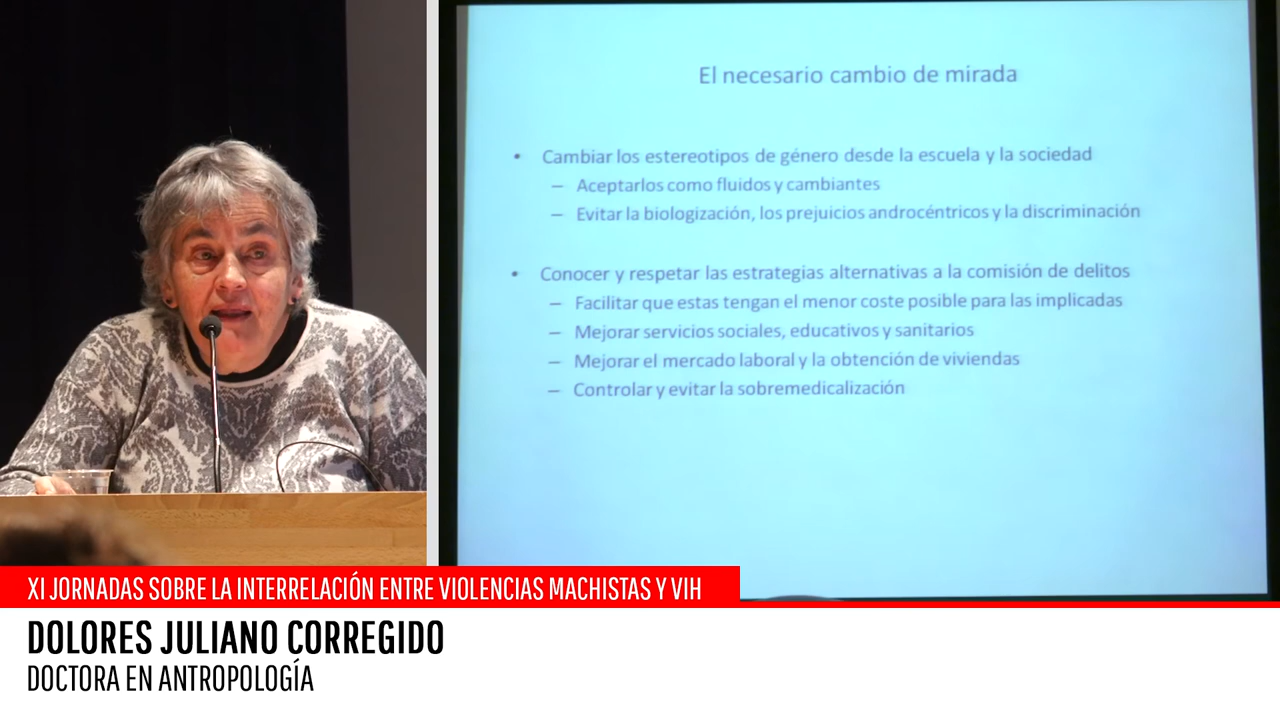 El necesario cambio de mirada
• Cambiar los estereotipos de género desde la escuela y la sociedad
– Aceptarlos como fluidos y cambiantes
– Evitar la biologización, los prejuicios androcéntricos y la discriminación
• Conocer y respetar las estrategias alternativas a la comisión de delitos
– Facilitar que estas tengan el menor coste posible para las implicadas
– Mejorar servicios sociales, educativos y sanitarios
– Mejorar el mercado laboral y la obtención de viviendas
– Controlar y evitar la sobremedicalización
XI JORNADAS SOBRE LA INTERRELACIÓN ENTRE VIOLENCIAS MACHISTAS Y VIH
DOLORES JULIANO CORREGIDO
DOCTORA EN ANTROPOLOGÍA